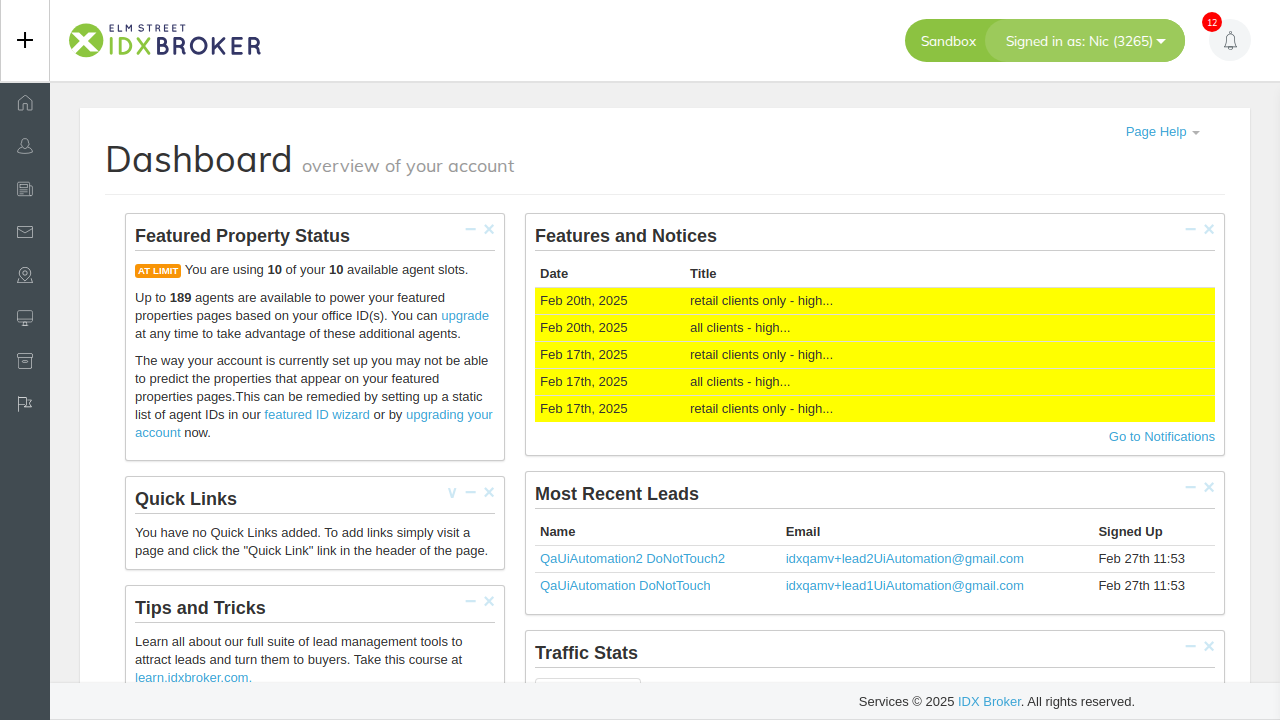 ELM STREET
IDXBROKER
Sandbox
Signed in as: Nic (3265)
12
Page Help
Dashboard overview of your account
Featured Property Status
AT LIMIT You are using 10 of your 10 available agent slots.
Up to 189 agents are available to power your featured
properties pages based on your office ID(s). You can upgrade
at any time to take advantage of these additional agents.
The way your account is currently set up you may not be able
to predict the properties that appear on your featured
properties pages.This can be remedied by setting up a static
list of agent IDs in our featured ID wizard or by upgrading your
account now.
Quick Links
You have no Quick Links added. To add links simply visit a
page and click the "Quick Link" link in the header of the page.
Tips and Tricks
Learn all about our full suite of lead management tools to
attract leads and turn them to buyers. Take this course at
learn.idxbroker.com.
Features and Notices
Date Title
Feb 20th, 2025 retail clients only - high...
Feb 20th, 2025 all clients - high...
Feb 17th, 2025 retail clients only - high...
Feb 17th, 2025 all clients - high...
Feb 17th, 2025 retail clients only - high...
Go to Notifications
Most Recent Leads
Name Email Signed Up
QaUiAutomation2 DoNotTouch2 idxqamv+lead2UiAutomation@gmail.com Feb 27th 11:53
QaUiAutomation DoNotTouch idxqamv+lead1UiAutomation@gmail.com Feb 27th 11:53
Traffic Stats
Services © 2025 IDX Broker. All rights reserved.